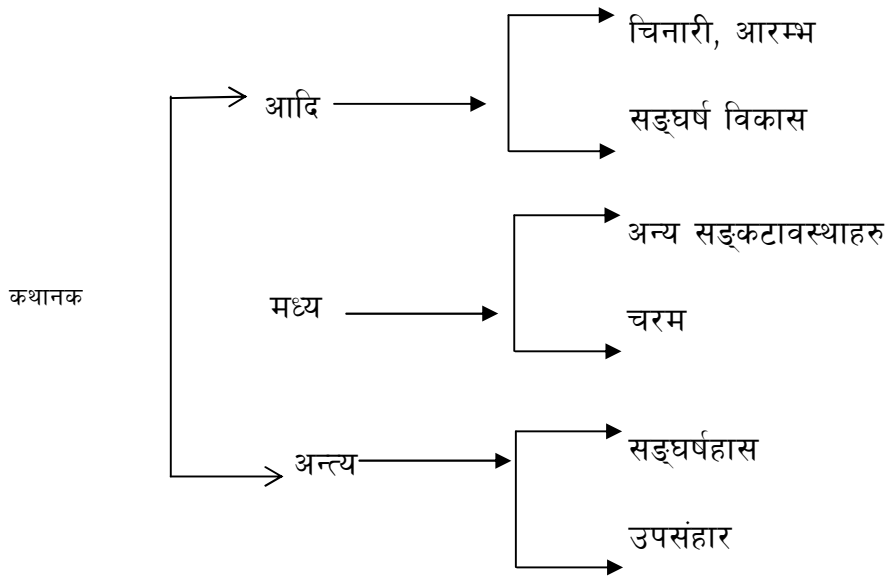 चिनारी, आरम्भ
आदि
सङ्घर्ष विकास
अन्य सङ्कटावस्थाहरु
कथानक
मध्य
चरम
सङ्घर्षहास
अन्त्य
उपसंहार